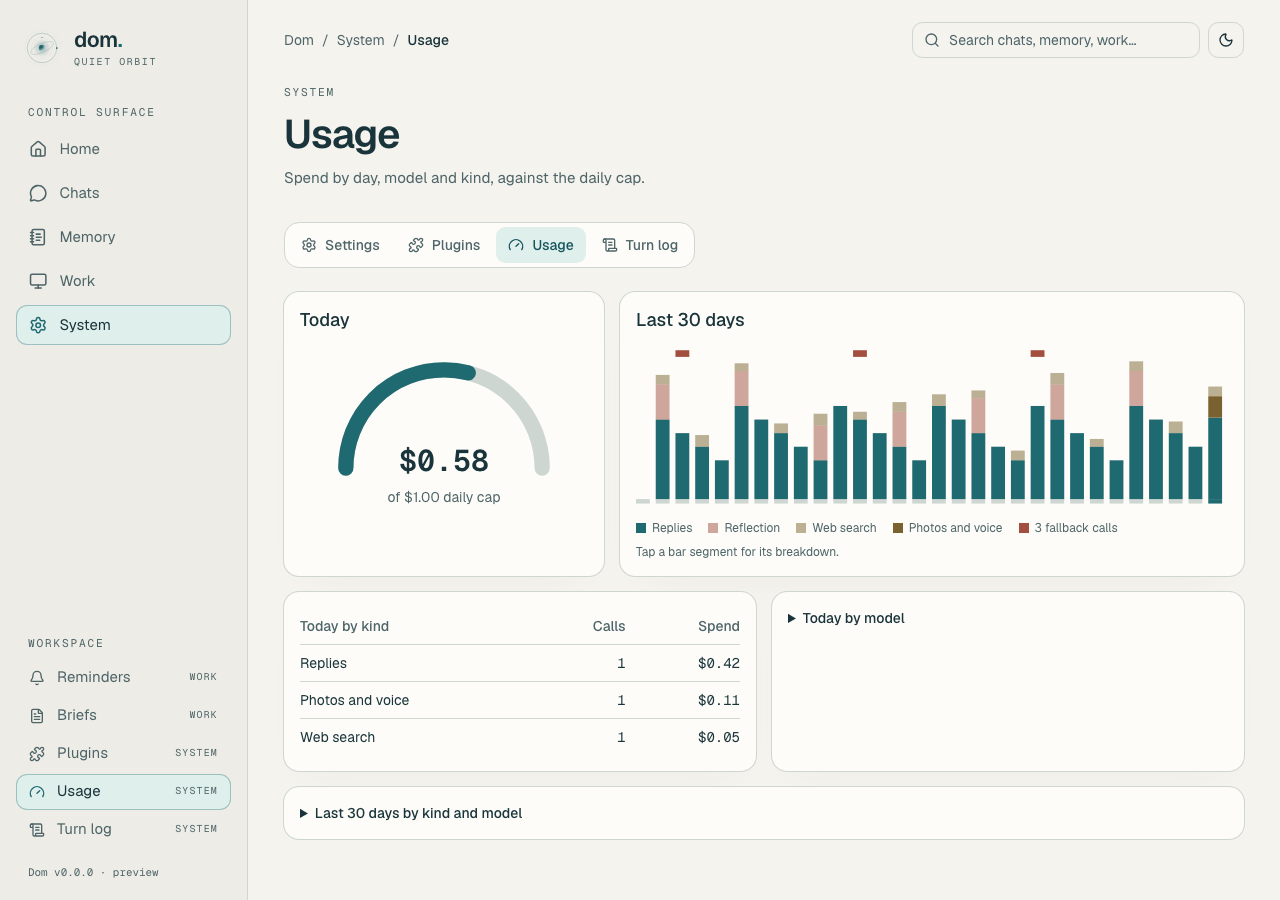 dom.
QUIET ORBIT
CONTROL SURFACE
Home
Chats
Memory
Work
System
WORKSPACE
Reminders WORK
Briefs WORK
Plugins SYSTEM
Usage SYSTEM
Turn log SYSTEM
Dom v0.0.0 · preview
Dom / System / Usage
Search chats, memory, work…
SYSTEM
Usage
Spend by day, model and kind, against the daily cap.
Settings Plugins Usage Turn log
Today
$0.58
of $1.00 daily cap
Last 30 days
Replies Reflection Web search Photos and voice 3 fallback calls
Tap a bar segment for its breakdown.
Today by kind Calls Spend
Replies 1 $0.42
Photos and voice 1 $0.11
Web search 1 $0.05
Today by model
Last 30 days by kind and model